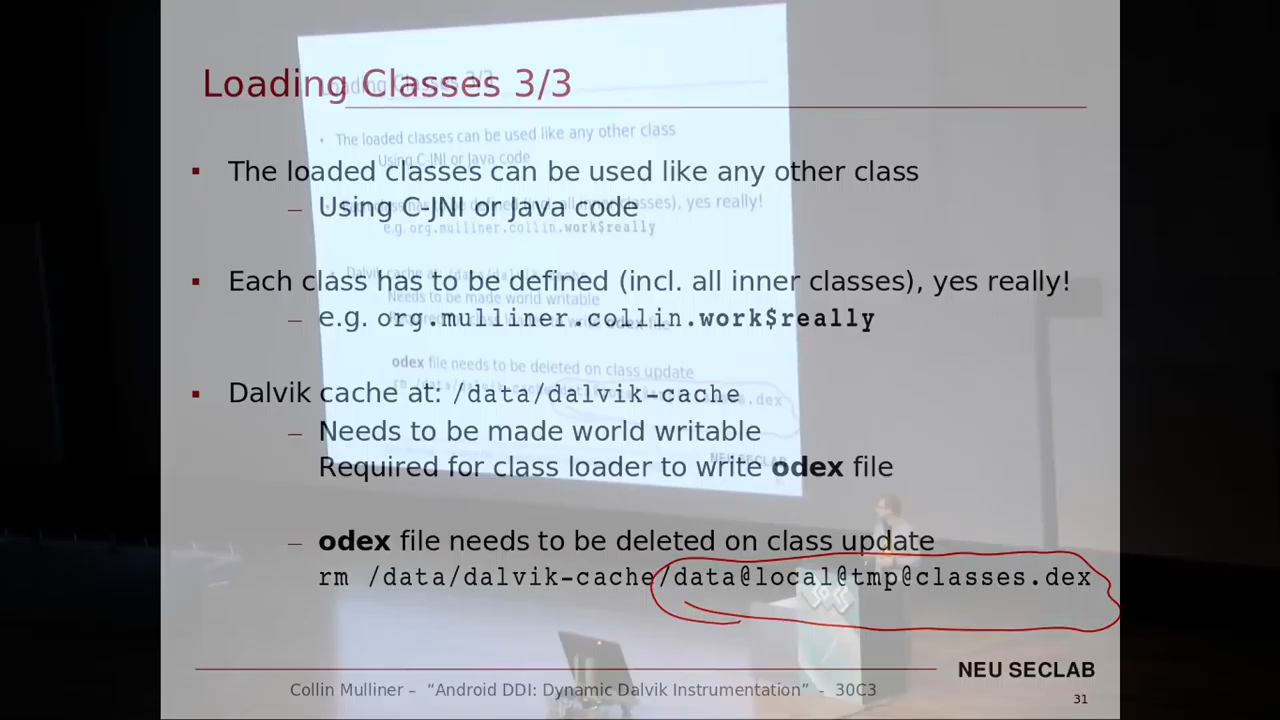 Loading Classes 3/3
▪ The loaded classes can be used like any other class
– Using C-JNI or Java code
▪ Each class has to be defined (incl. all inner classes), yes really!
– e.g. org.mulliner.collin.work$really
▪ Dalvik cache at: /data/dalvik-cache
– Needs to be made world writable
Required for class loader to write odex file
– odex file needs to be deleted on class update
rm /data/dalvik-cache/data@local@tmp@classes.dex
NEU SECLAB
Collin Mulliner – “Android DDI: Dynamic Dalvik Instrumentation” - 30C3
31